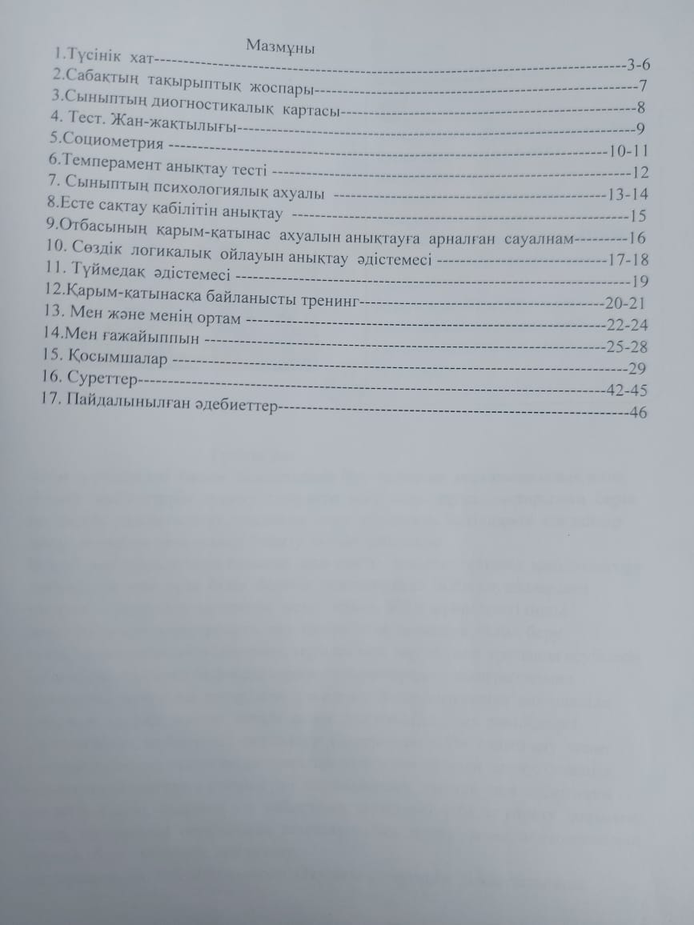 Мазмұны
1.Түсінік хат------------------------------------------------------------------------------3-6
2.Сабақтың тақырыптық жоспары-----------------------------------------------------7
3.Сыныптың диогностикалық картасы------------------------------------------------8
4. Тест. Жан-жақтылығы-----------------------------------------------------------------9
5.Социометрия -------------------------------------------------------------------------10-11
6.Темперамент анықтау тесті -----------------------------------------------------------12
7. Сыныптың психологиялық ахуалы ---------------------------------------------13-14
8.Есте сақтау қабілітін анықтау --------------------------------------------------------15
9.Отбасының қарым-қатынас ахуалын анықтауға арналған сауалнам---------16
10. Сөздік логикалық ойлауын анықтау әдістемесі ----------------------------17-18
11. Түймедақ әдістемесі ----------------------------------------------------------------------19
12.Қарым-қатынасқа байланысты тренинг-----------------------------------------20-21
13. Мен және менің ортам ------------------------------------------------------------22-24
14.Мен ғажайыппын -------------------------------------------------------------------25-28
15. Қосымшалар ---------------------------------------------------------------------------29
16. Суреттер------------------------------------------------------------------------------42-45
17. Пайдалынылған әдебиеттер----------------------------------------------------------46